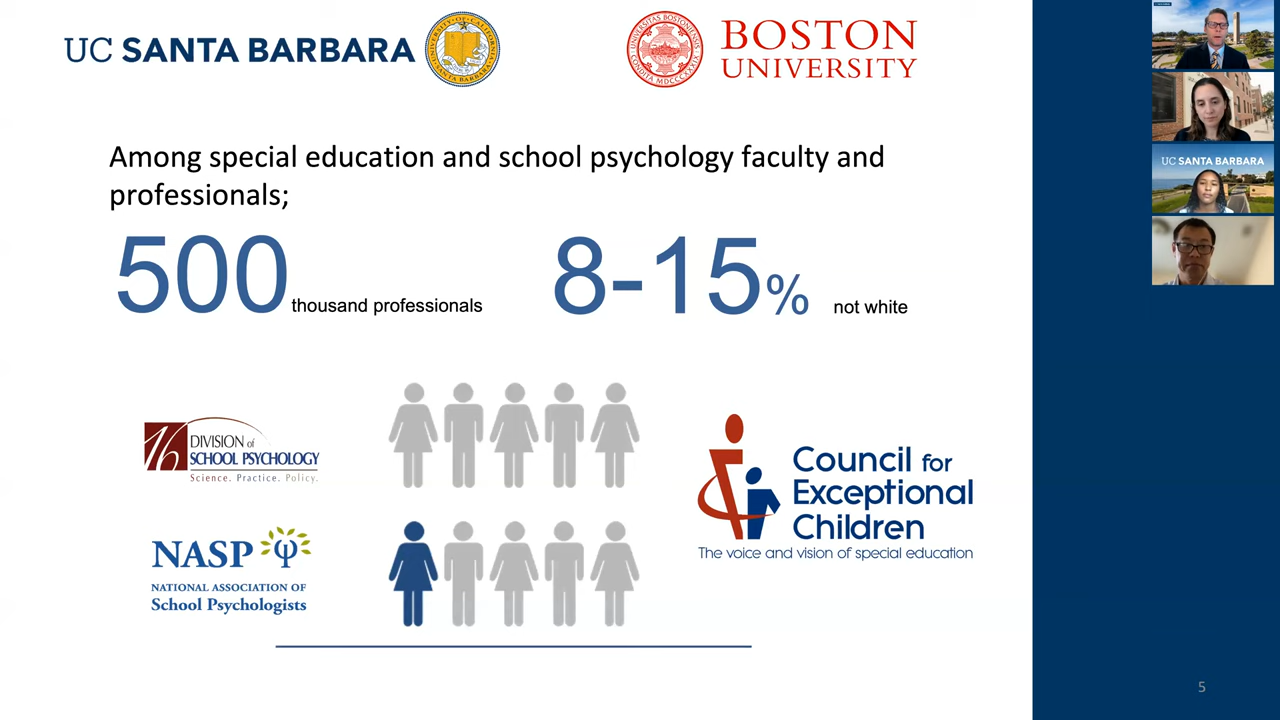 UC SANTA BARBARA
BOSTON
UNIVERSITY
Among special education and school psychology faculty and
professionals;
500 thousand professionals
8-15% not white
16 DIVISION of
SCHOOL PSYCHOLOGY
Science. Practice. Policy.
NASP
NATIONAL ASSOCIATION OF
School Psychologists
Council for
Exceptional
Children
The voice and vision of special education
UC SANTA BARBARA
5